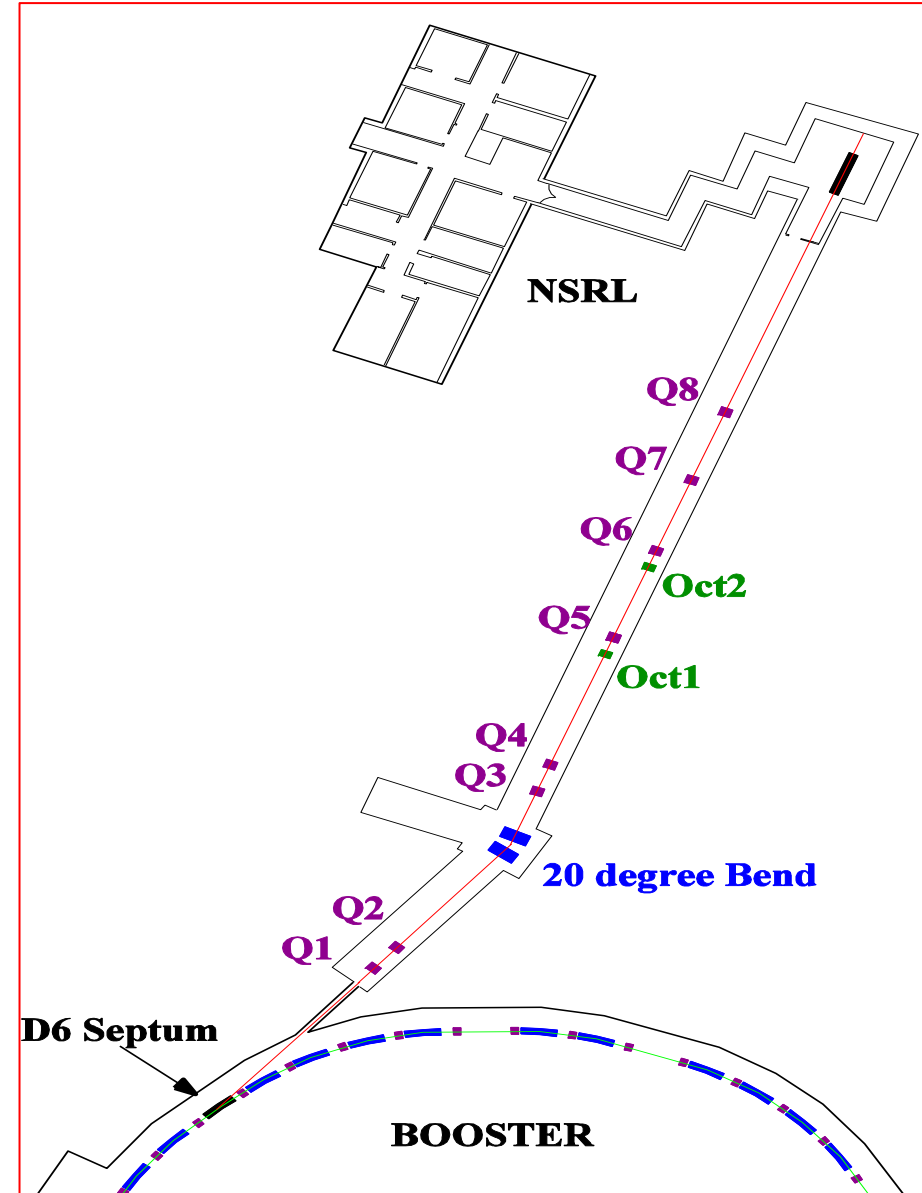 NSRL
Q8
Q7
Q6
Oct2
Q5
Oct1
Q4
Q3
20 degree Bend
Q2
Q1
D6 Septum
BOOSTER